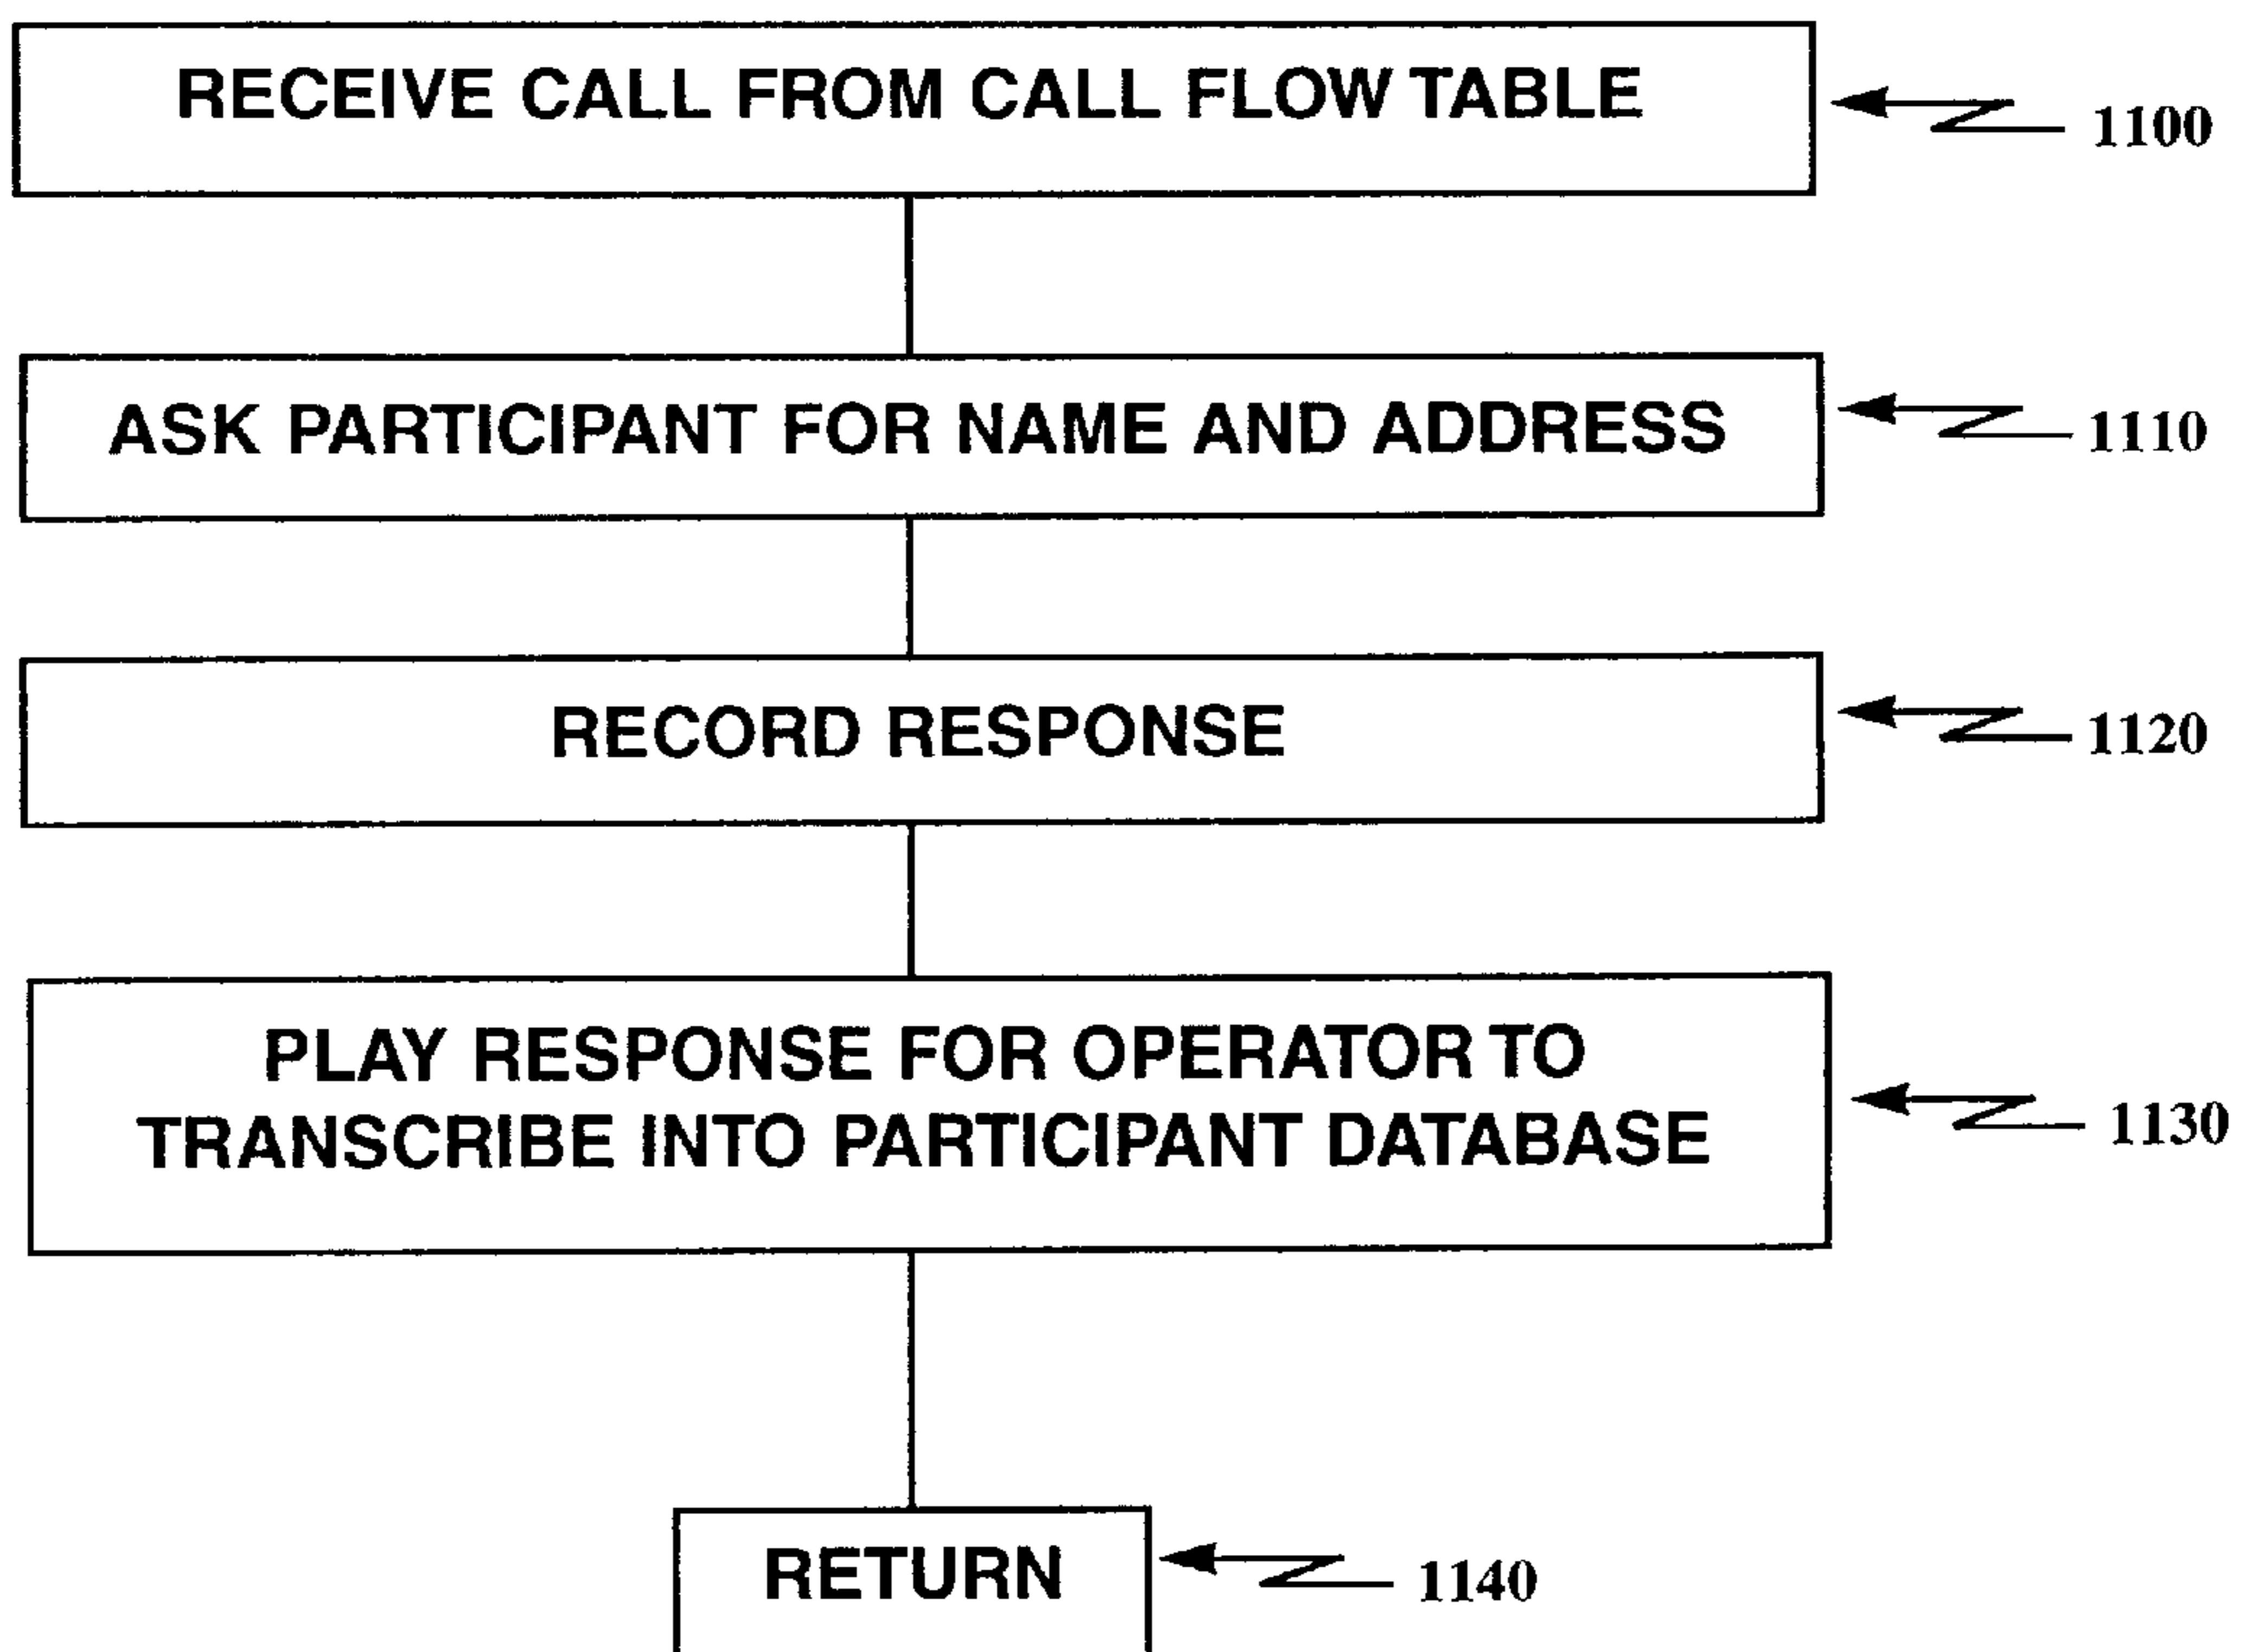 RECEIVE CALL FROM CALL FLOW TABLE
1100
ASK PARTICIPANT FOR NAME AND ADDRESS
1110
RECORD RESPONSE
1120
PLAY RESPONSE FOR OPERATOR TO
TRANSCRIBE INTO PARTICIPANT DATABASE
1130
RETURN
1140